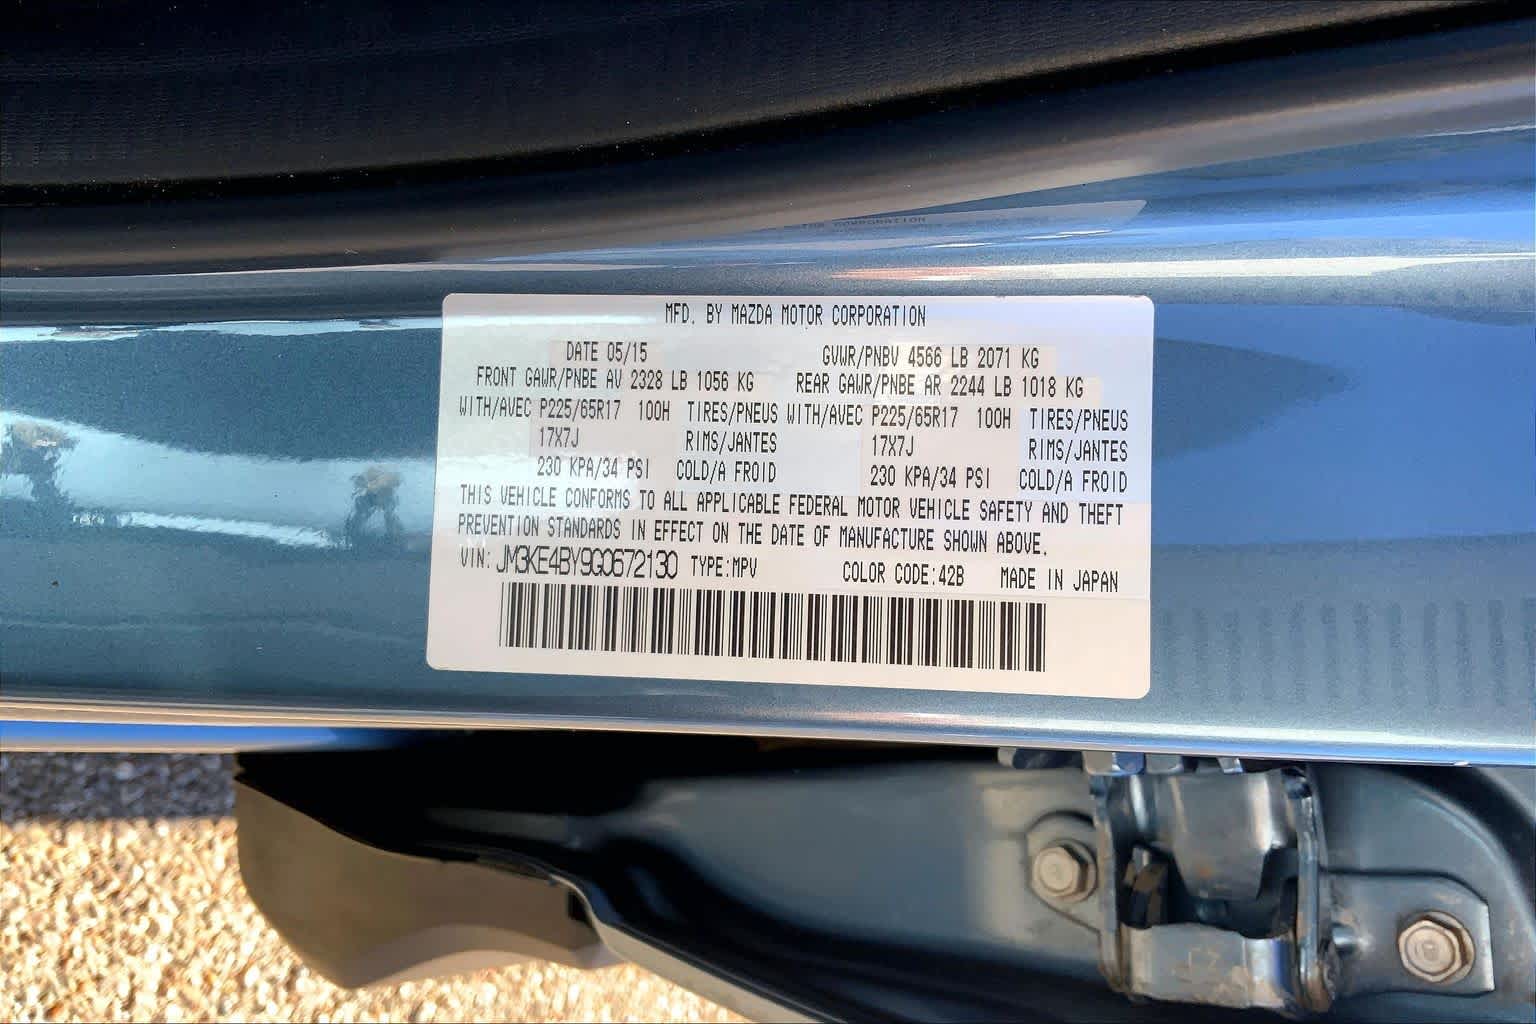 MFD. BY MAZDA MOTOR CORPORATION
DATE 05/15 GVWR/PNBV 4566 LB 2071 KG
FRONT GAWR/PNBE AV 2328 LB 1056 KG REAR GAWR/PNBE AR 2244 LB 1018 KG
WITH/AVEC P225/65R17 100H TIRES/PNEUS WITH/AVEC P225/65R17 100H TIRES/PNEUS
17X7J RIMS/JANTES 17X7J RIMS/JANTES
230 KPA/34 PSI COLD/A FROID 230 KPA/34 PSI COLD/A FROID
THIS VEHICLE CONFORMS TO ALL APPLICABLE FEDERAL MOTOR VEHICLE SAFETY AND THEFT
PREVENTION STANDARDS IN EFFECT ON THE DATE OF MANUFACTURE SHOWN ABOVE.
VIN: JM3KE4BY9G0672130 TYPE:MPV COLOR CODE:42B MADE IN JAPAN